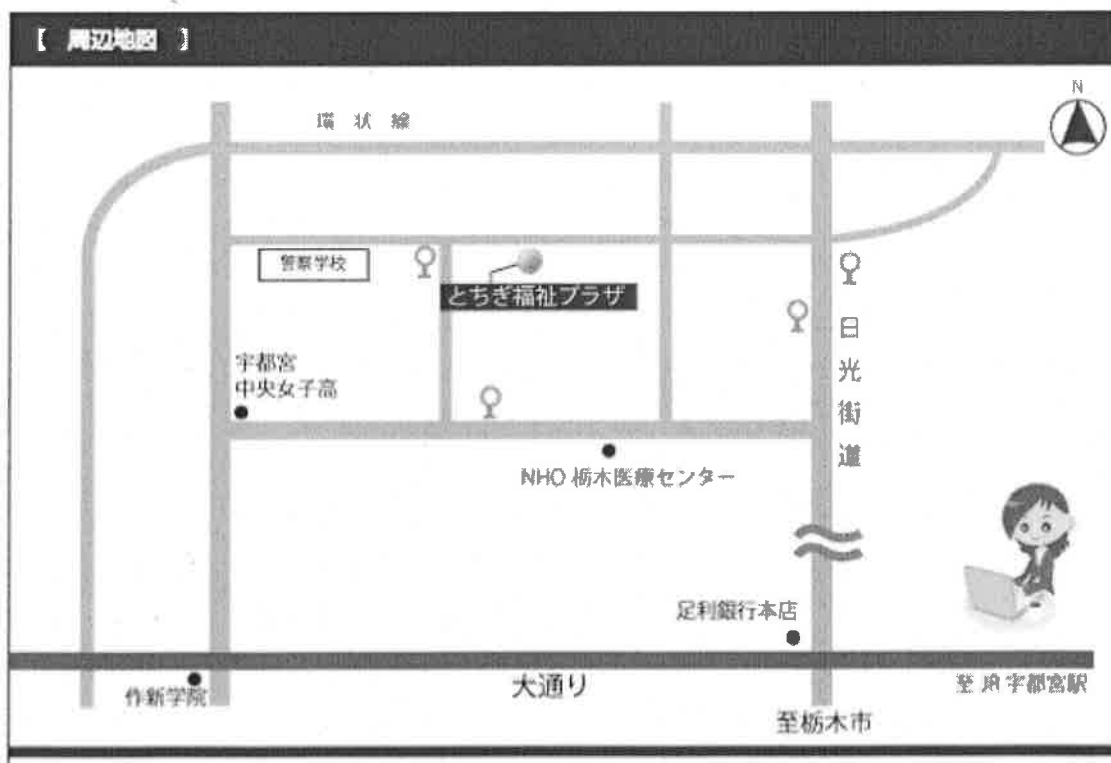 【 周辺地図 】
N
環 状 線
警察学校
とちぎ福祉プラザ
日光街道
宇都宮
中央女子高
NHO 栃木医療センター
足利銀行本店
作新学院
大通り
至 JR 宇都宮駅
至栃木市